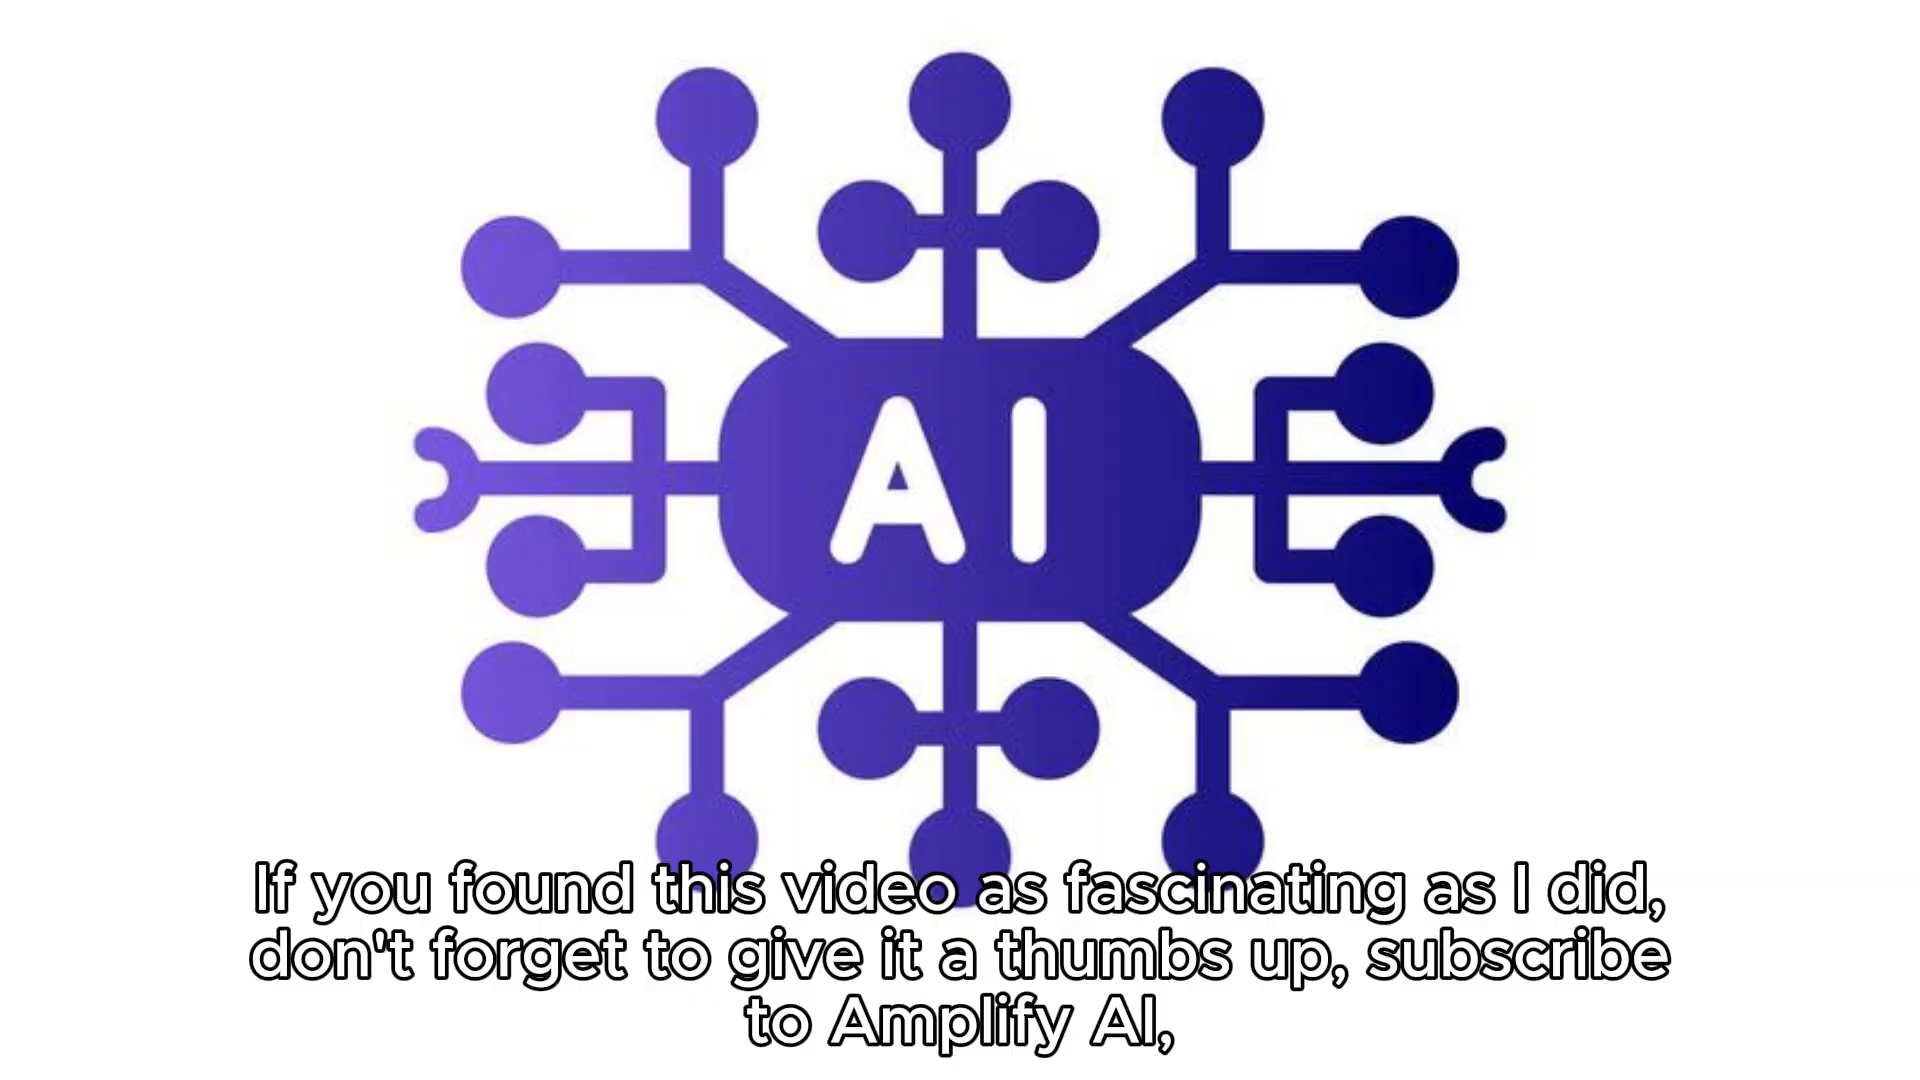 AI
If you found this video as fascinating as I did,
don't forget to give it a thumbs up, subscribe
to Amplify AI,